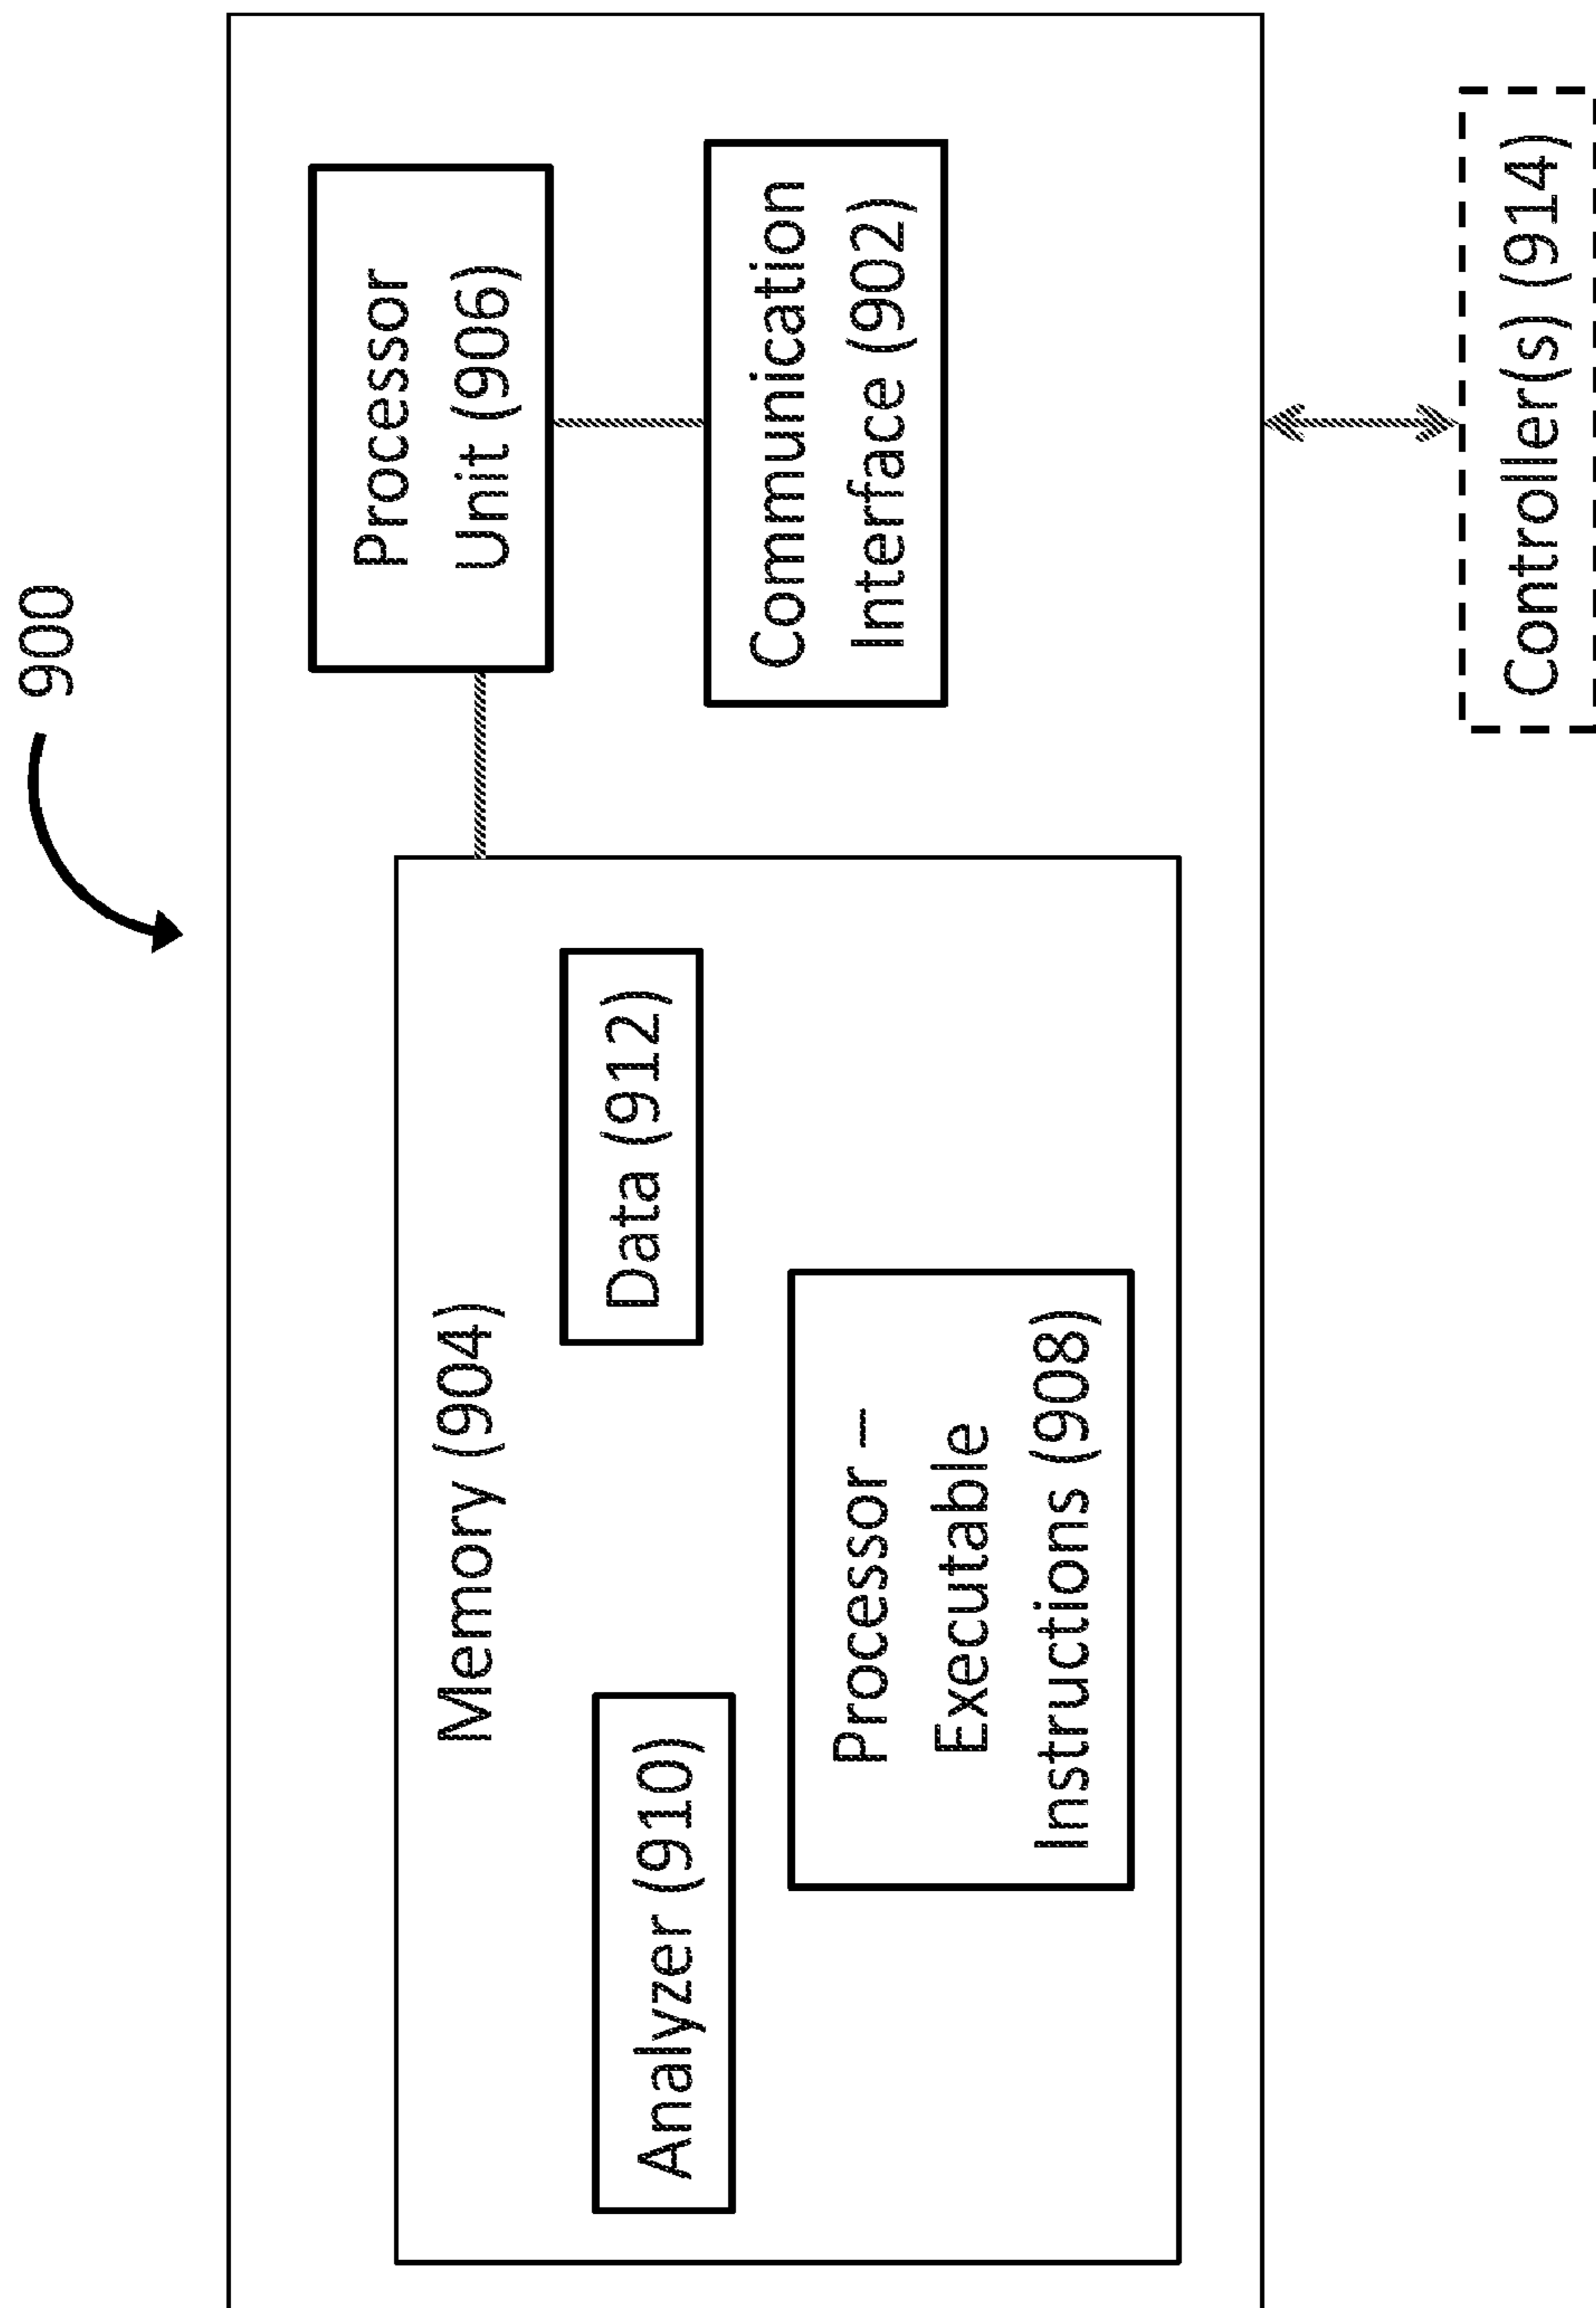 900
Memory (904)
Analyzer (910)
Data (912)
Processor –
Executable
Instructions (908)
Processor
Unit (906)
Communication
Interface (902)
Controller(s) (914)